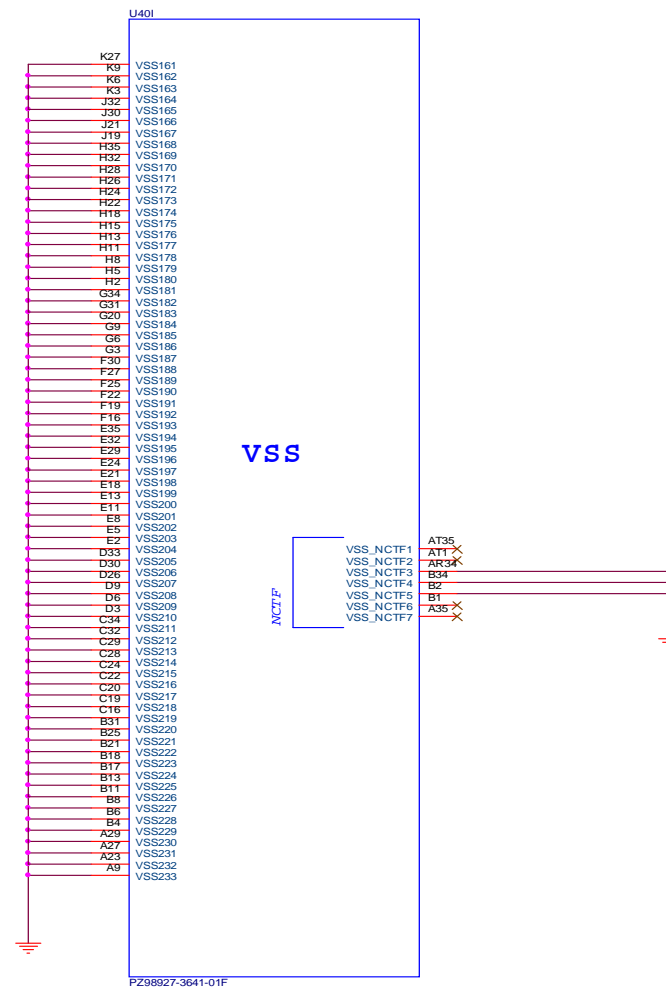 U40I
K27 VSS161
K9 VSS162
K6 VSS163
K3 VSS164
J32 VSS165
J30 VSS166
J21 VSS167
J19 VSS168
H35 VSS169
H32 VSS170
H28 VSS171
H26 VSS172
H24 VSS173
H22 VSS174
H18 VSS175
H15 VSS176
H13 VSS177
H11 VSS178
H8 VSS179
H5 VSS180
H2 VSS181
G34 VSS182
G31 VSS183
G20 VSS184
G9 VSS185
G6 VSS186
G3 VSS187
F30 VSS188
F27 VSS189
F25 VSS190
F22 VSS191
F19 VSS192
F16 VSS193
E35 VSS194
E32 VSS195
E29 VSS196
E24 VSS197
E21 VSS198
E18 VSS199
E13 VSS200
E11 VSS201
E8 VSS202
E5 VSS203
E2 VSS204
D33 VSS205
D30 VSS206
D26 VSS207
D9 VSS208
D6 VSS209
D3 VSS210
C34 VSS211
C32 VSS212
C29 VSS213
C28 VSS214
C24 VSS215
C22 VSS216
C20 VSS217
C19 VSS218
C16 VSS219
B31 VSS220
B25 VSS221
B21 VSS222
B18 VSS223
B17 VSS224
B13 VSS225
B11 VSS226
B8 VSS227
B6 VSS228
B4 VSS229
A29 VSS230
A27 VSS231
A23 VSS232
A9 VSS233
VSS
NCTF
VSS_NCTF1 AT35
VSS_NCTF2 AT1
VSS_NCTF3 AR34
VSS_NCTF4 B34
VSS_NCTF5 B2
VSS_NCTF6 B1
VSS_NCTF7 A35
PZ98927-3641-01F